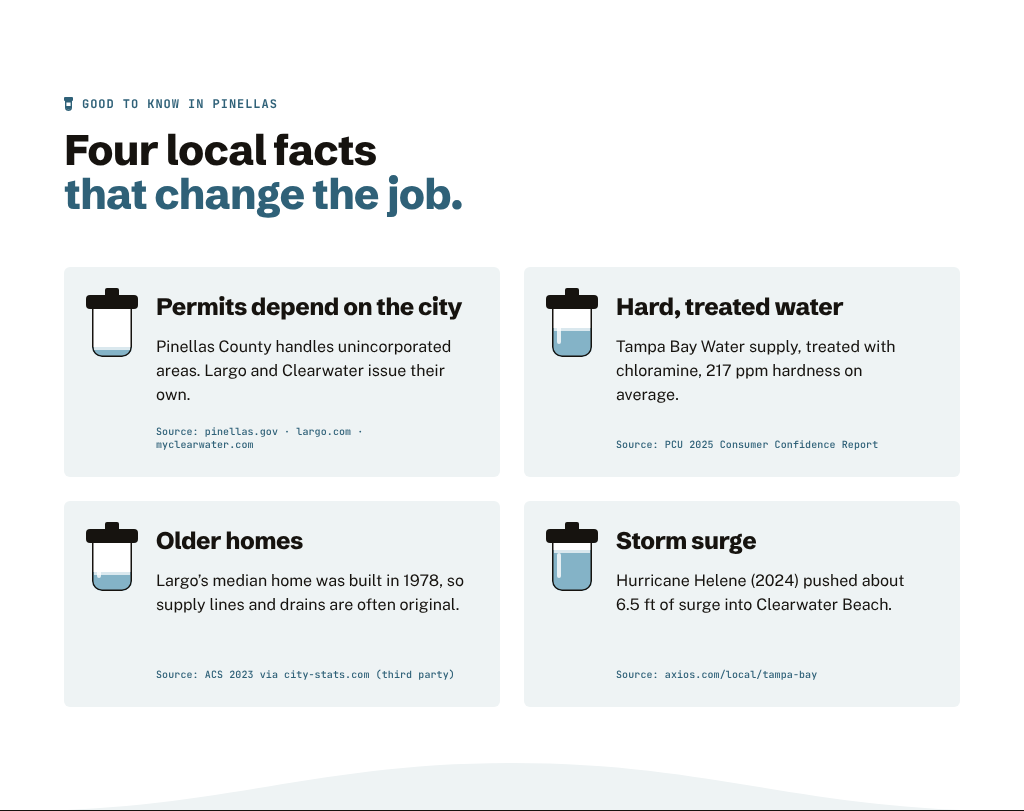 GOOD TO KNOW IN PINELLAS
Four local facts
that change the job.
Permits depend on the city
Pinellas County handles unincorporated
areas. Largo and Clearwater issue their
own.
Source: pinellas.gov · largo.com ·
myclearwater.com
Hard, treated water
Tampa Bay Water supply, treated with
chloramine, 217 ppm hardness on
average.
Source: PCU 2025 Consumer Confidence Report
Older homes
Largo’s median home was built in 1978, so
supply lines and drains are often original.
Source: ACS 2023 via city-stats.com (third party)
Storm surge
Hurricane Helene (2024) pushed about
6.5 ft of surge into Clearwater Beach.
Source: axios.com/local/tampa-bay